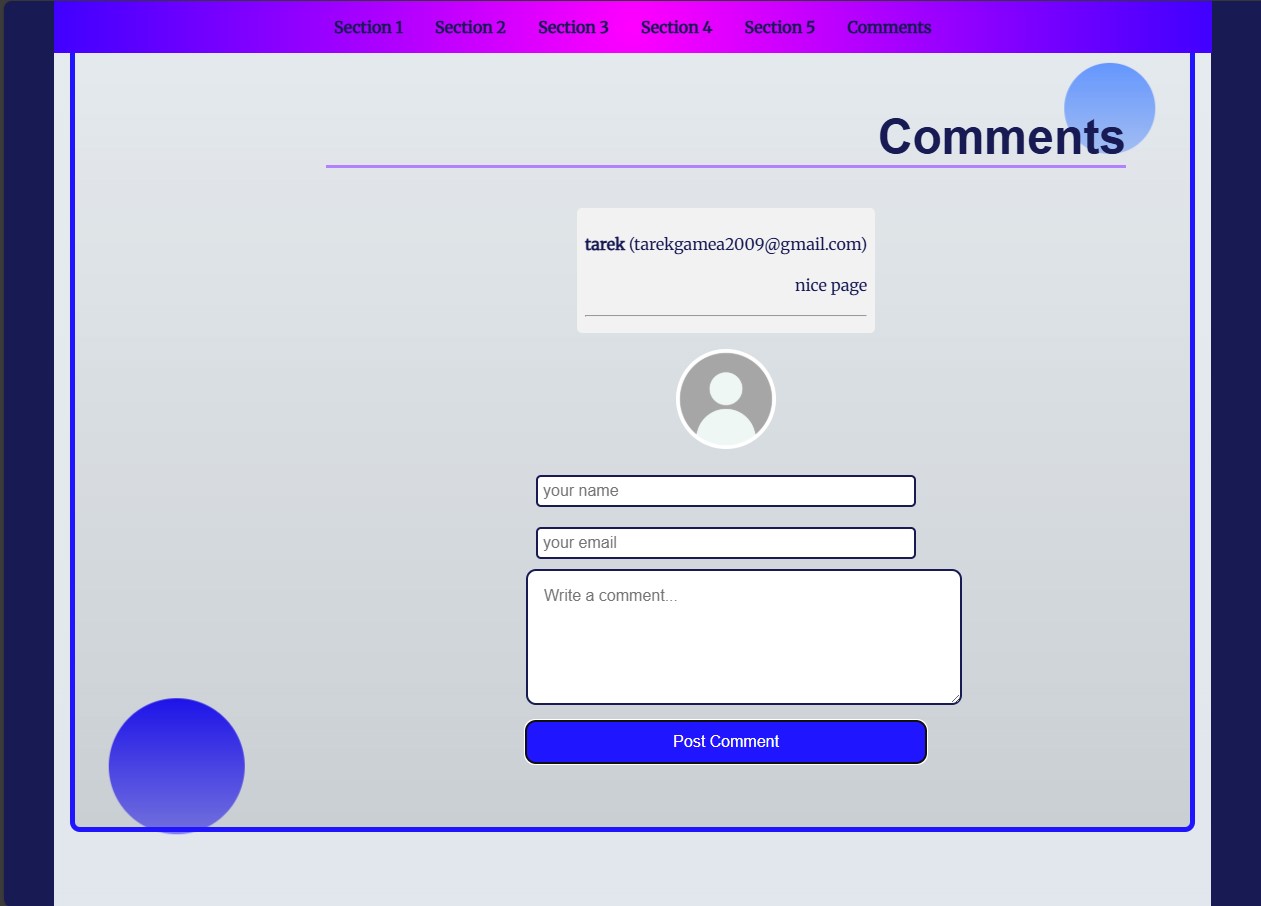 Section 1 Section 2 Section 3 Section 4 Section 5 Comments
Comments
tarek (tarekgamea2009@gmail.com)
nice page
your name
your email
Write a comment...
Post Comment